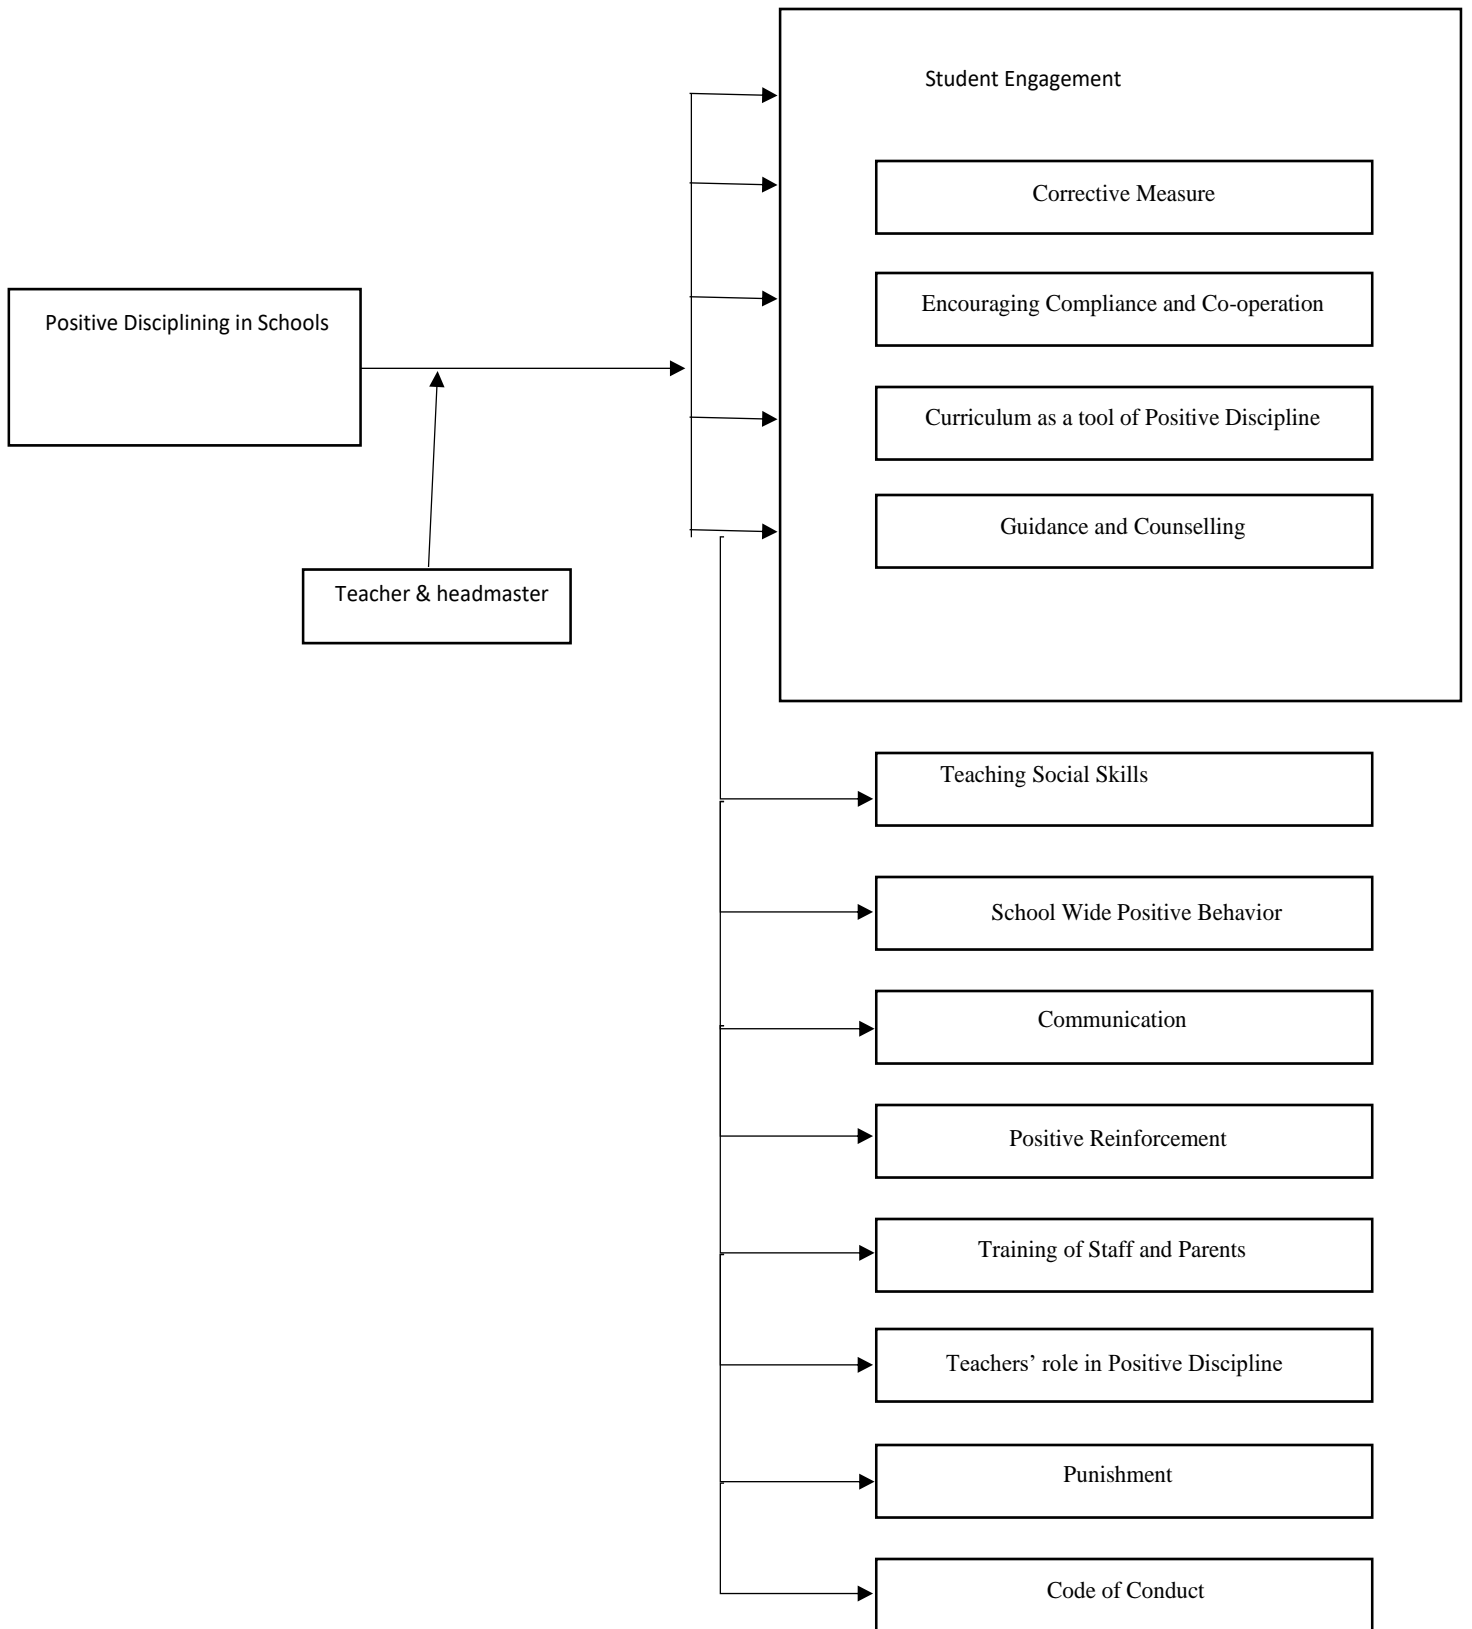 Student Engagement
Corrective Measure
Encouraging Compliance and Co-operation
Positive Disciplining in Schools
Curriculum as a tool of Positive Discipline
Guidance and Counselling
Teacher & headmaster
Teaching Social Skills
School Wide Positive Behavior
Communication
Positive Reinforcement
Training of Staff and Parents
Teachers’ role in Positive Discipline
Punishment
Code of Conduct